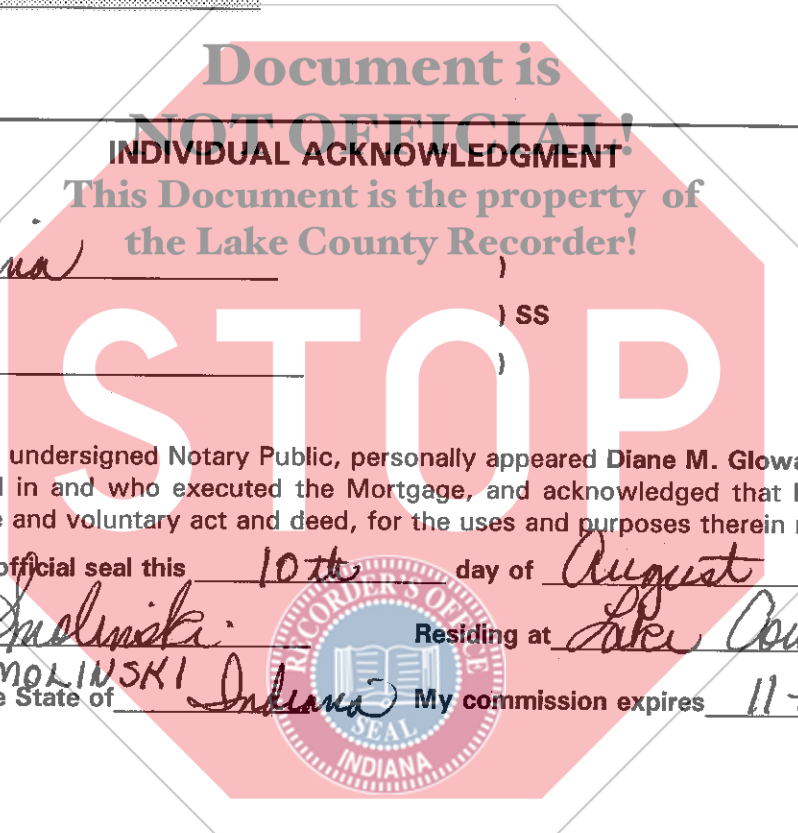 Document is
NOT OFFICIAL!
INDIVIDUAL ACKNOWLEDGMENT
This Document is the property of
the Lake County Recorder!
)
) SS
)
STOP
undersigned Notary Public, personally appeared Diane M. Glowa
in and who executed the Mortgage, and acknowledged that
and voluntary act and deed, for the uses and purposes therein
official seal this 10th day of August
Smolinski Residing at Lake Cou
MOLINSKI
State of Indiana My commission expires 11-
RECORDER'S OFFICE
SEAL
INDIANA